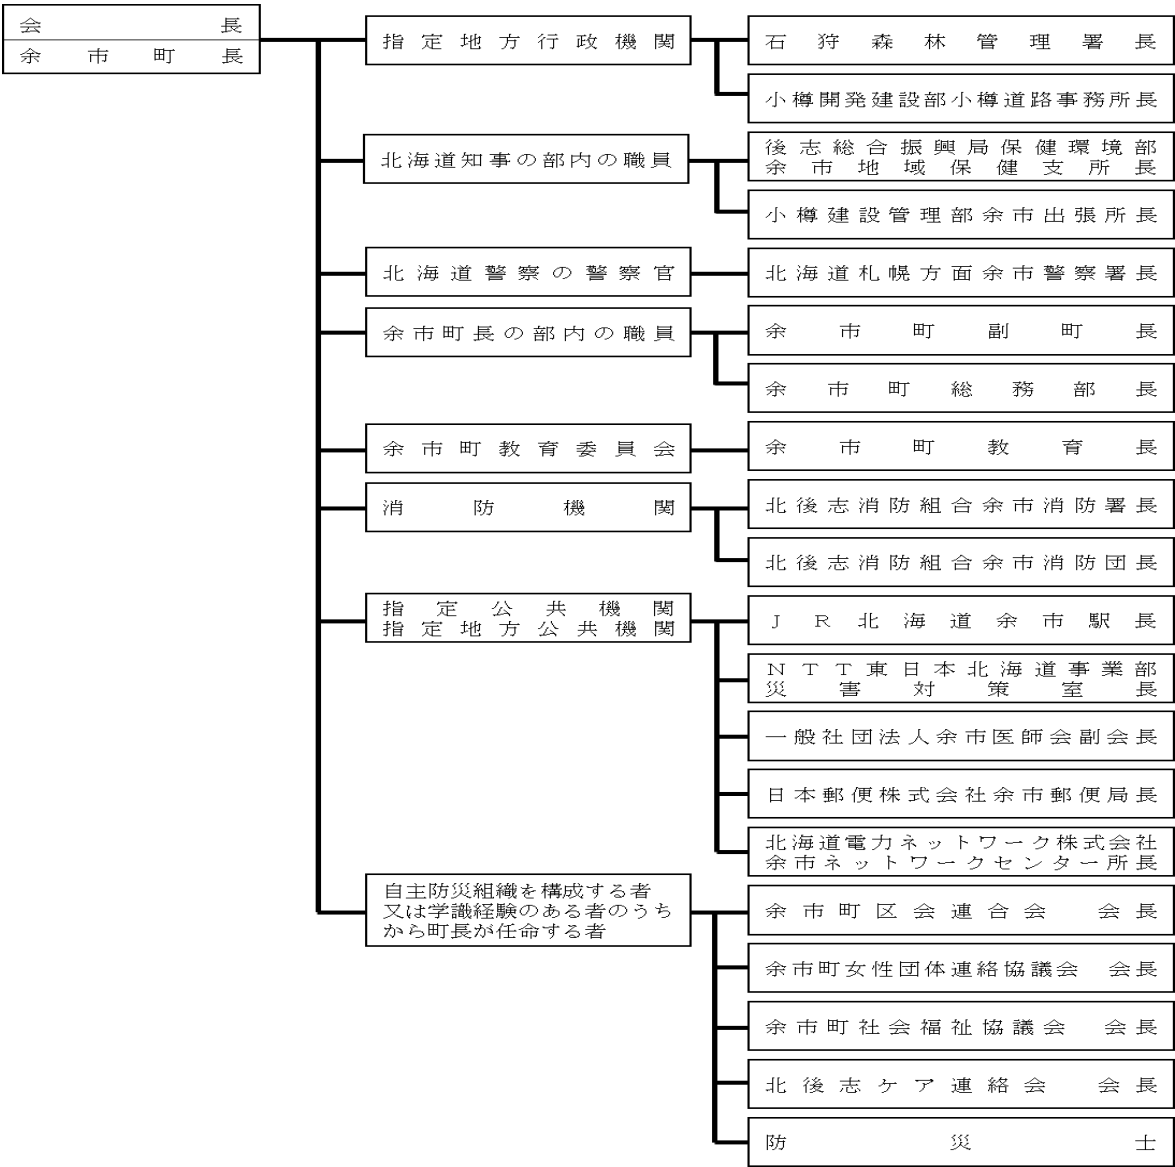 会長
余市町長
指定地方行政機関
石狩森林管理署長
小樽開発建設部小樽道路事務所長
北海道知事の部内の職員
後志総合振興局保健環境部
余市地域保健支所長
小樽建設管理部余市出張所長
北海道警察の警察官
北海道札幌方面余市警察署長
余市町長の部内の職員
余市町副町長
余市町総務部長
余市町教育委員会
余市町教育長
消防機関
北後志消防組合余市消防署長
北後志消防組合余市消防団長
指定公共機関
指定地方公共機関
JR北海道余市駅長
NTT東日本北海道事業部
災害対策室長
一般社団法人余市医師会副会長
日本郵便株式会社余市郵便局長
北海道電力ネットワーク株式会社
余市ネットワークセンター所長
自主防災組織を構成する者
又は学識経験のある者のうち
から町長が任命する者
余市町区会連合会 会長
余市町女性団体連絡協議会 会長
余市町社会福祉協議会 会長
北後志ケア連絡会 会長
防災士